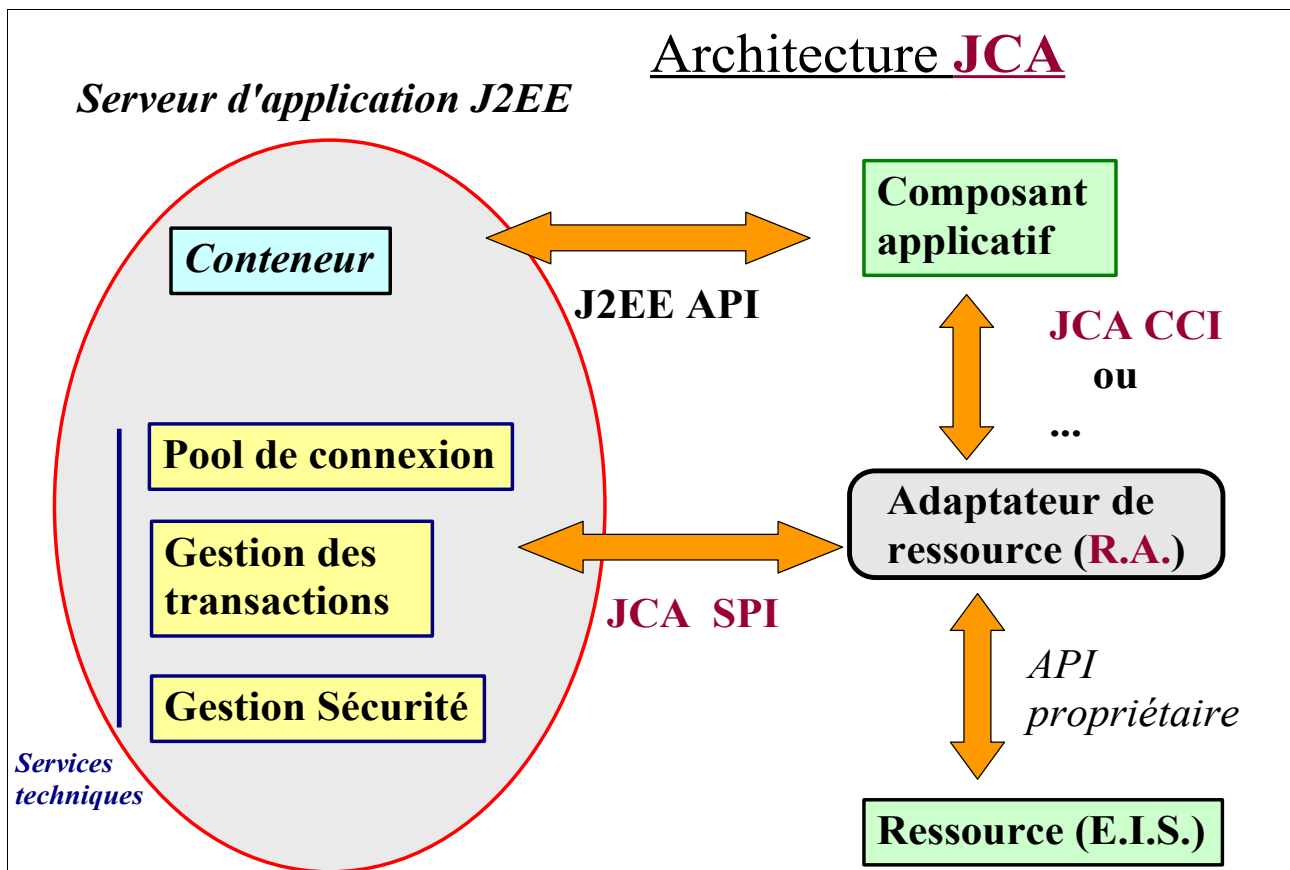 Architecture JCA
Serveur d'application J2EE
Conteneur
J2EE API
Composant
applicatif
JCA CCI
ou
...
Pool de connexion
Gestion des
transactions
Gestion Sécurité
Services
techniques
JCA SPI
Adaptateur de
ressource (R.A.)
API
propriétaire
Ressource (E.I.S.)